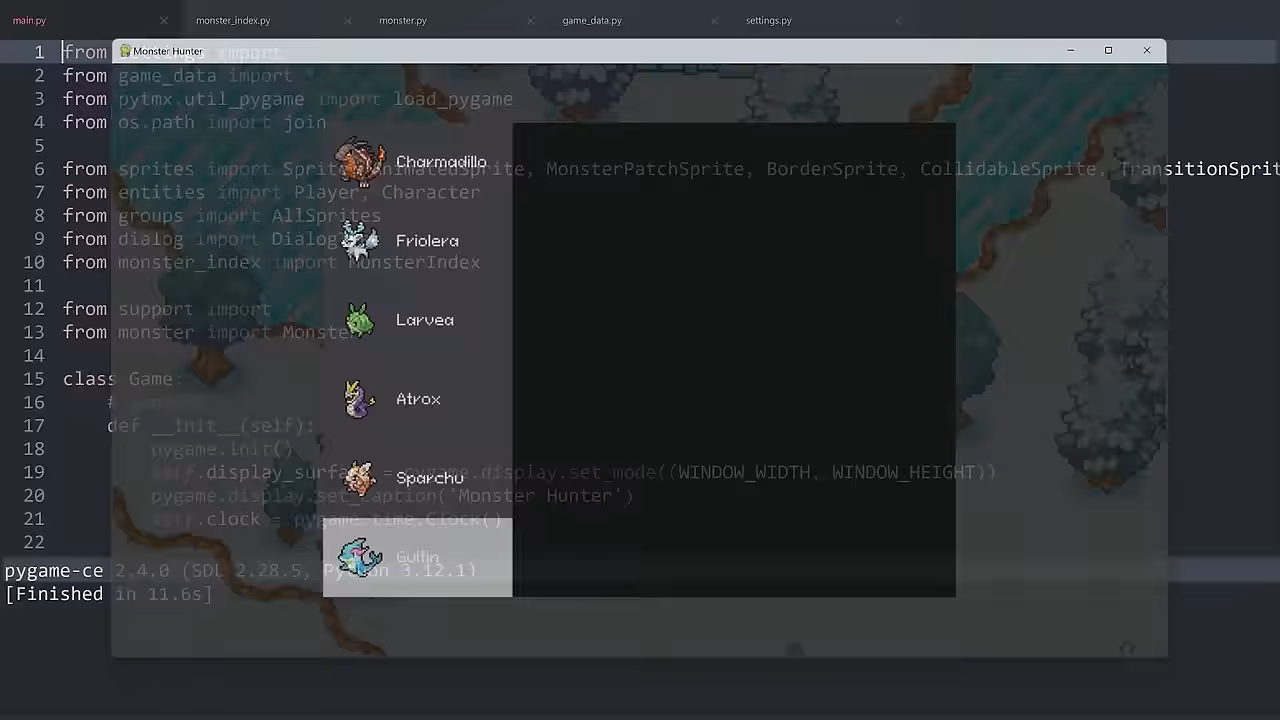 main.py monster_index.py monster.py game_data.py settings.py
Monster Hunter
1 from settings import
2 from game_data import
3 from pytmx.util_pygame import load_pygame
4 from os.path import join
5
6 from sprites import Sprite, AnimatedSprite, MonsterPatchSprite, BorderSprite, CollidableSprite, TransitionSprit
7 from entities import Player, Character
8 from groups import AllSprites
9 from dialog import Dialog
10 from monster_index import MonsterIndex
11
12 from support import
13 from monster import Monster
14
15 class Game:
16 #
17 def __init__(self):
18 pygame.init()
19 self.display_surface = pygame.display.set_mode((WINDOW_WIDTH, WINDOW_HEIGHT))
20 pygame.display.set_caption('Monster Hunter')
21 self.clock = pygame.time.Clock()
22
pygame-ce 2.4.0 (SDL 2.28.5, Python 3.12.1)
[Finished in 11.6s]
Charmadillo
Friolera
Larvea
Atrox
Sparchu
Gulfin